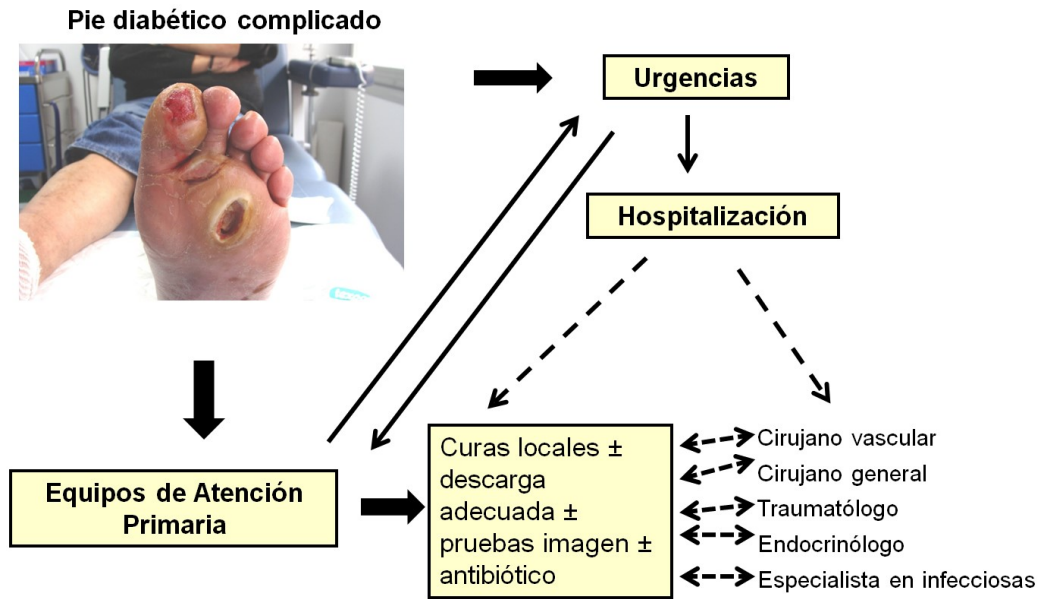 Pie diabético complicado
Urgencias
Hospitalización
Equipos de Atención
Primaria
Curas locales ±
descarga
adecuada ±
pruebas imagen ±
antibiótico
Cirujano vascular
Cirujano general
Traumatólogo
Endocrinólogo
Especialista en infecciosas